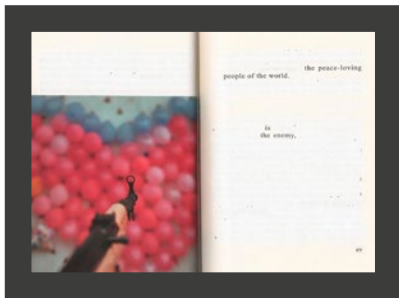 the peace-loving
people of the world.
is
the enemy,